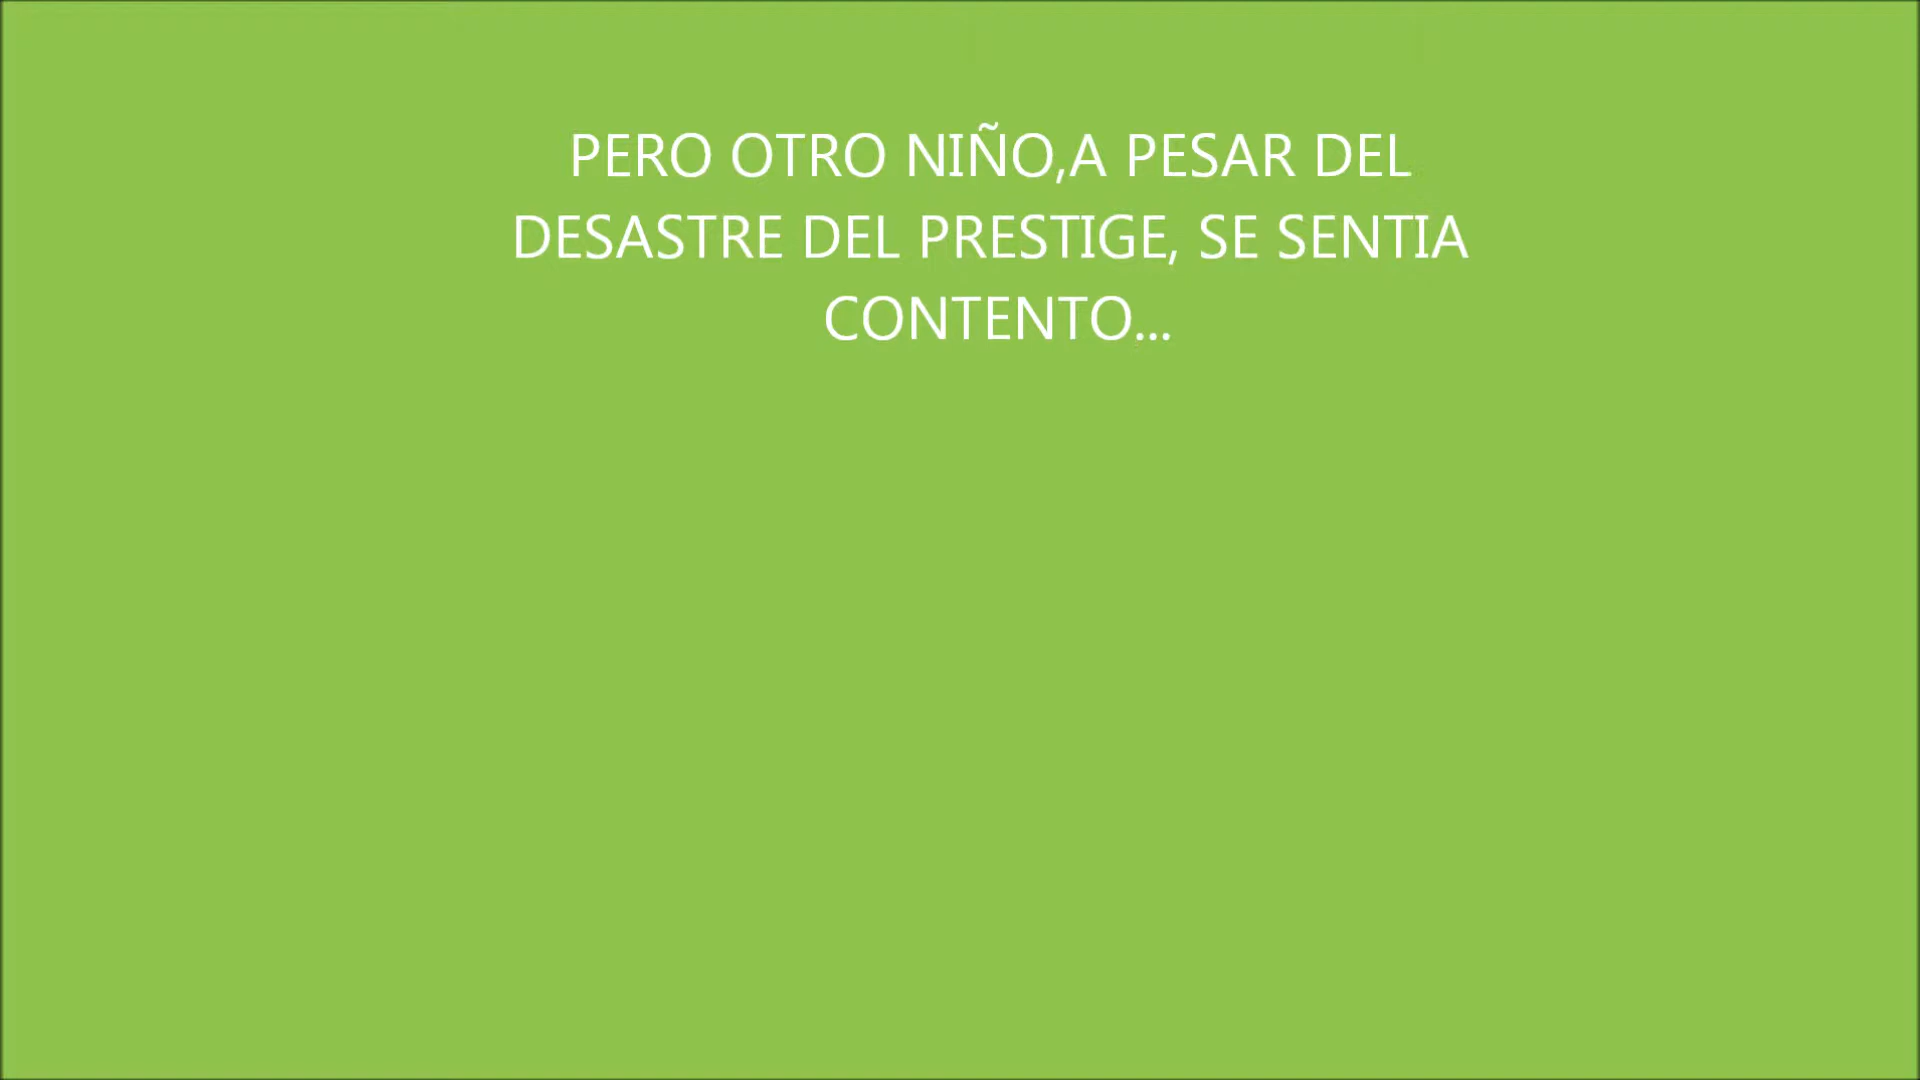 PERO OTRO NIÑO,A PESAR DEL
DESASTRE DEL PRESTIGE, SE SENTIA
CONTENTO...